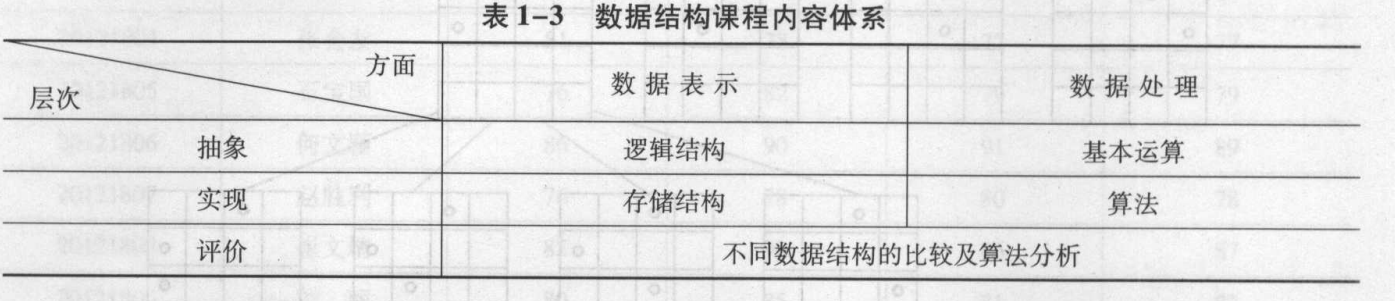 表1-3 数据结构课程内容体系
方面
层次
数据表示
数据处理
抽象 逻辑结构 基本运算
实现 存储结构 算法
评价 不同数据结构的比较及算法分析